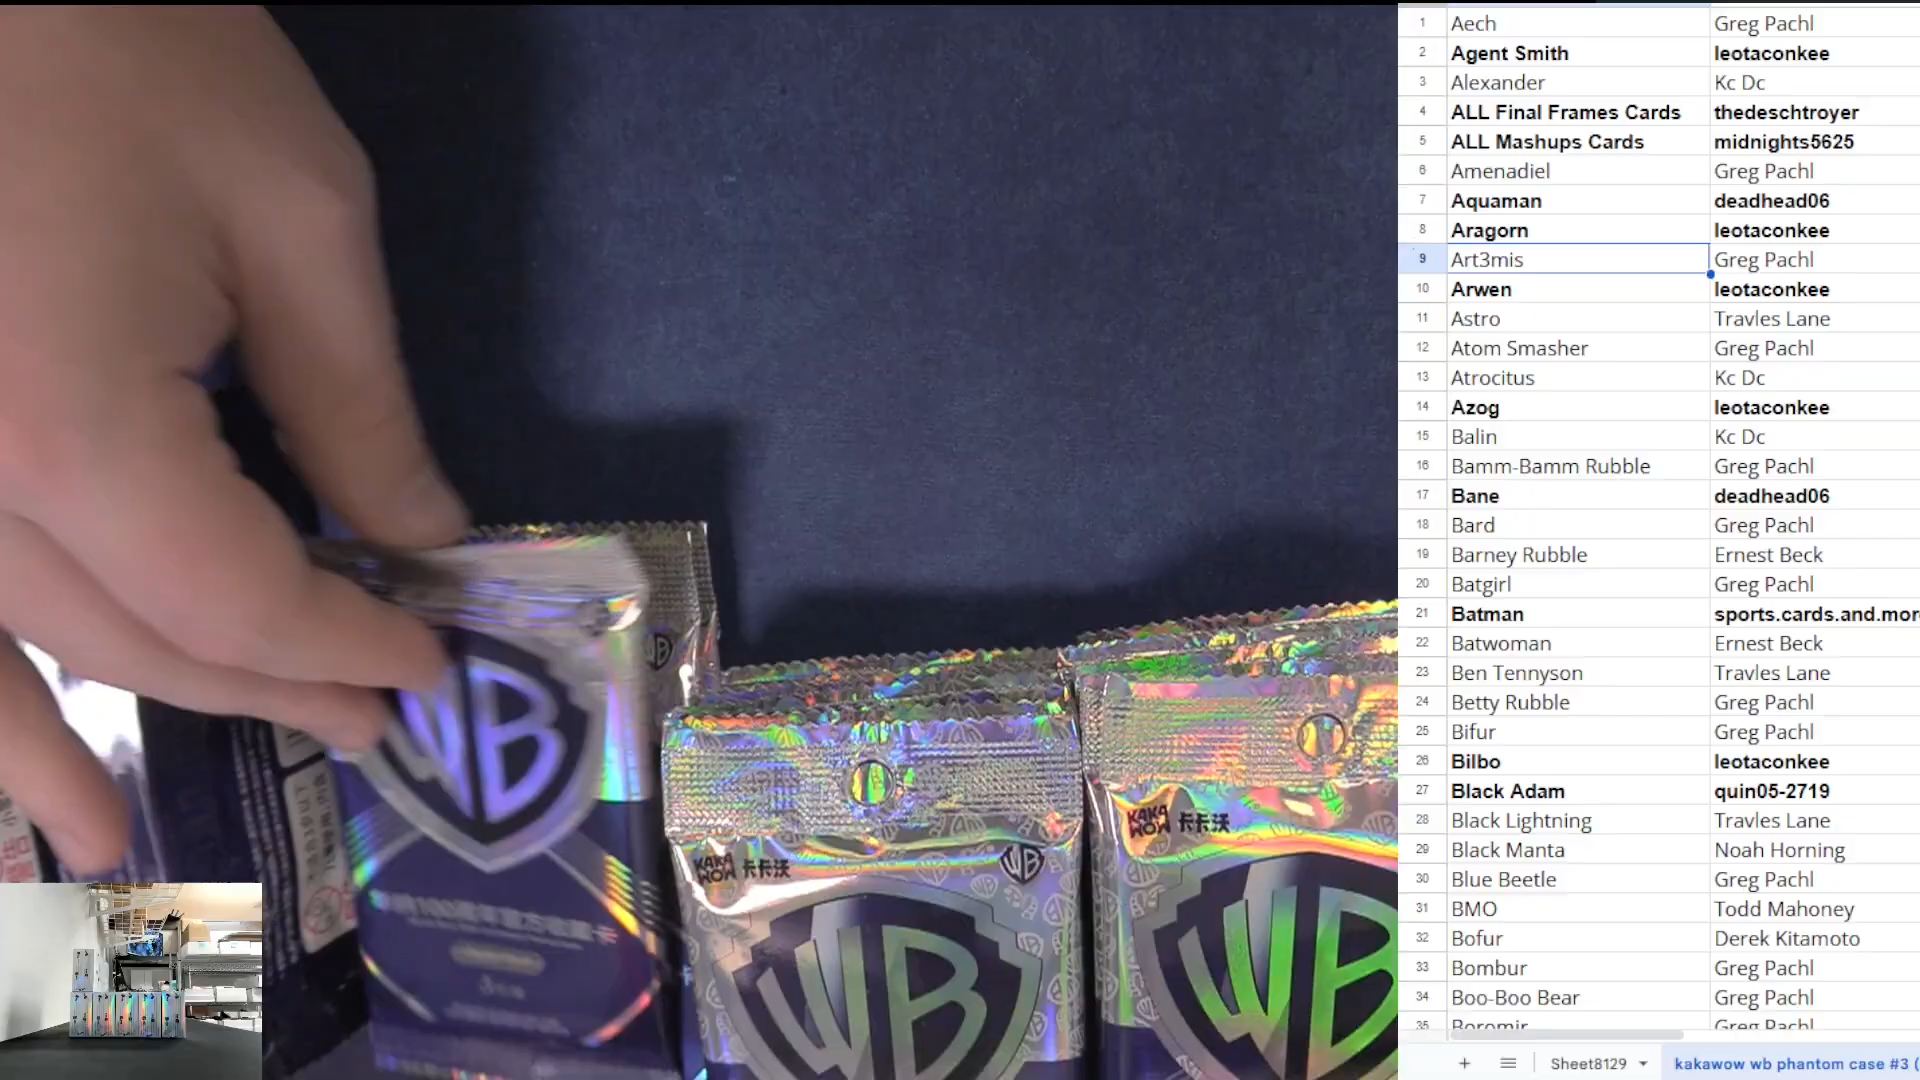 1 Aech Greg Pachl
2 Agent Smith leotaconkee
3 Alexander Kc Dc
4 ALL Final Frames Cards thedeschtroyer
5 ALL Mashups Cards midnights5625
6 Amenadiel Greg Pachl
7 Aquaman deadhead06
8 Aragorn leotaconkee
9 Art3mis Greg Pachl
10 Arwen leotaconkee
11 Astro Travles Lane
12 Atom Smasher Greg Pachl
13 Atrocitus Kc Dc
14 Azog leotaconkee
15 Balin Kc Dc
16 Bamm-Bamm Rubble Greg Pachl
17 Bane deadhead06
18 Bard Greg Pachl
19 Barney Rubble Ernest Beck
20 Batgirl Greg Pachl
21 Batman sports.cards.and.mor
22 Batwoman Ernest Beck
23 Ben Tennyson Travles Lane
24 Betty Rubble Greg Pachl
25 Bifur Greg Pachl
26 Bilbo leotaconkee
27 Black Adam quin05-2719
28 Black Lightning Travles Lane
29 Black Manta Noah Horning
30 Blue Beetle Greg Pachl
31 BMO Todd Mahoney
32 Bofur Derek Kitamoto
33 Bombur Greg Pachl
34 Boo-Boo Bear Greg Pachl
35 Boromir Greg Pachl
+ Sheet8129 kakawow wb phantom case #3 (
WB
WB
KAKA WOW 卡卡沃 WB
WB
KAKA WOW 卡卡沃
WB